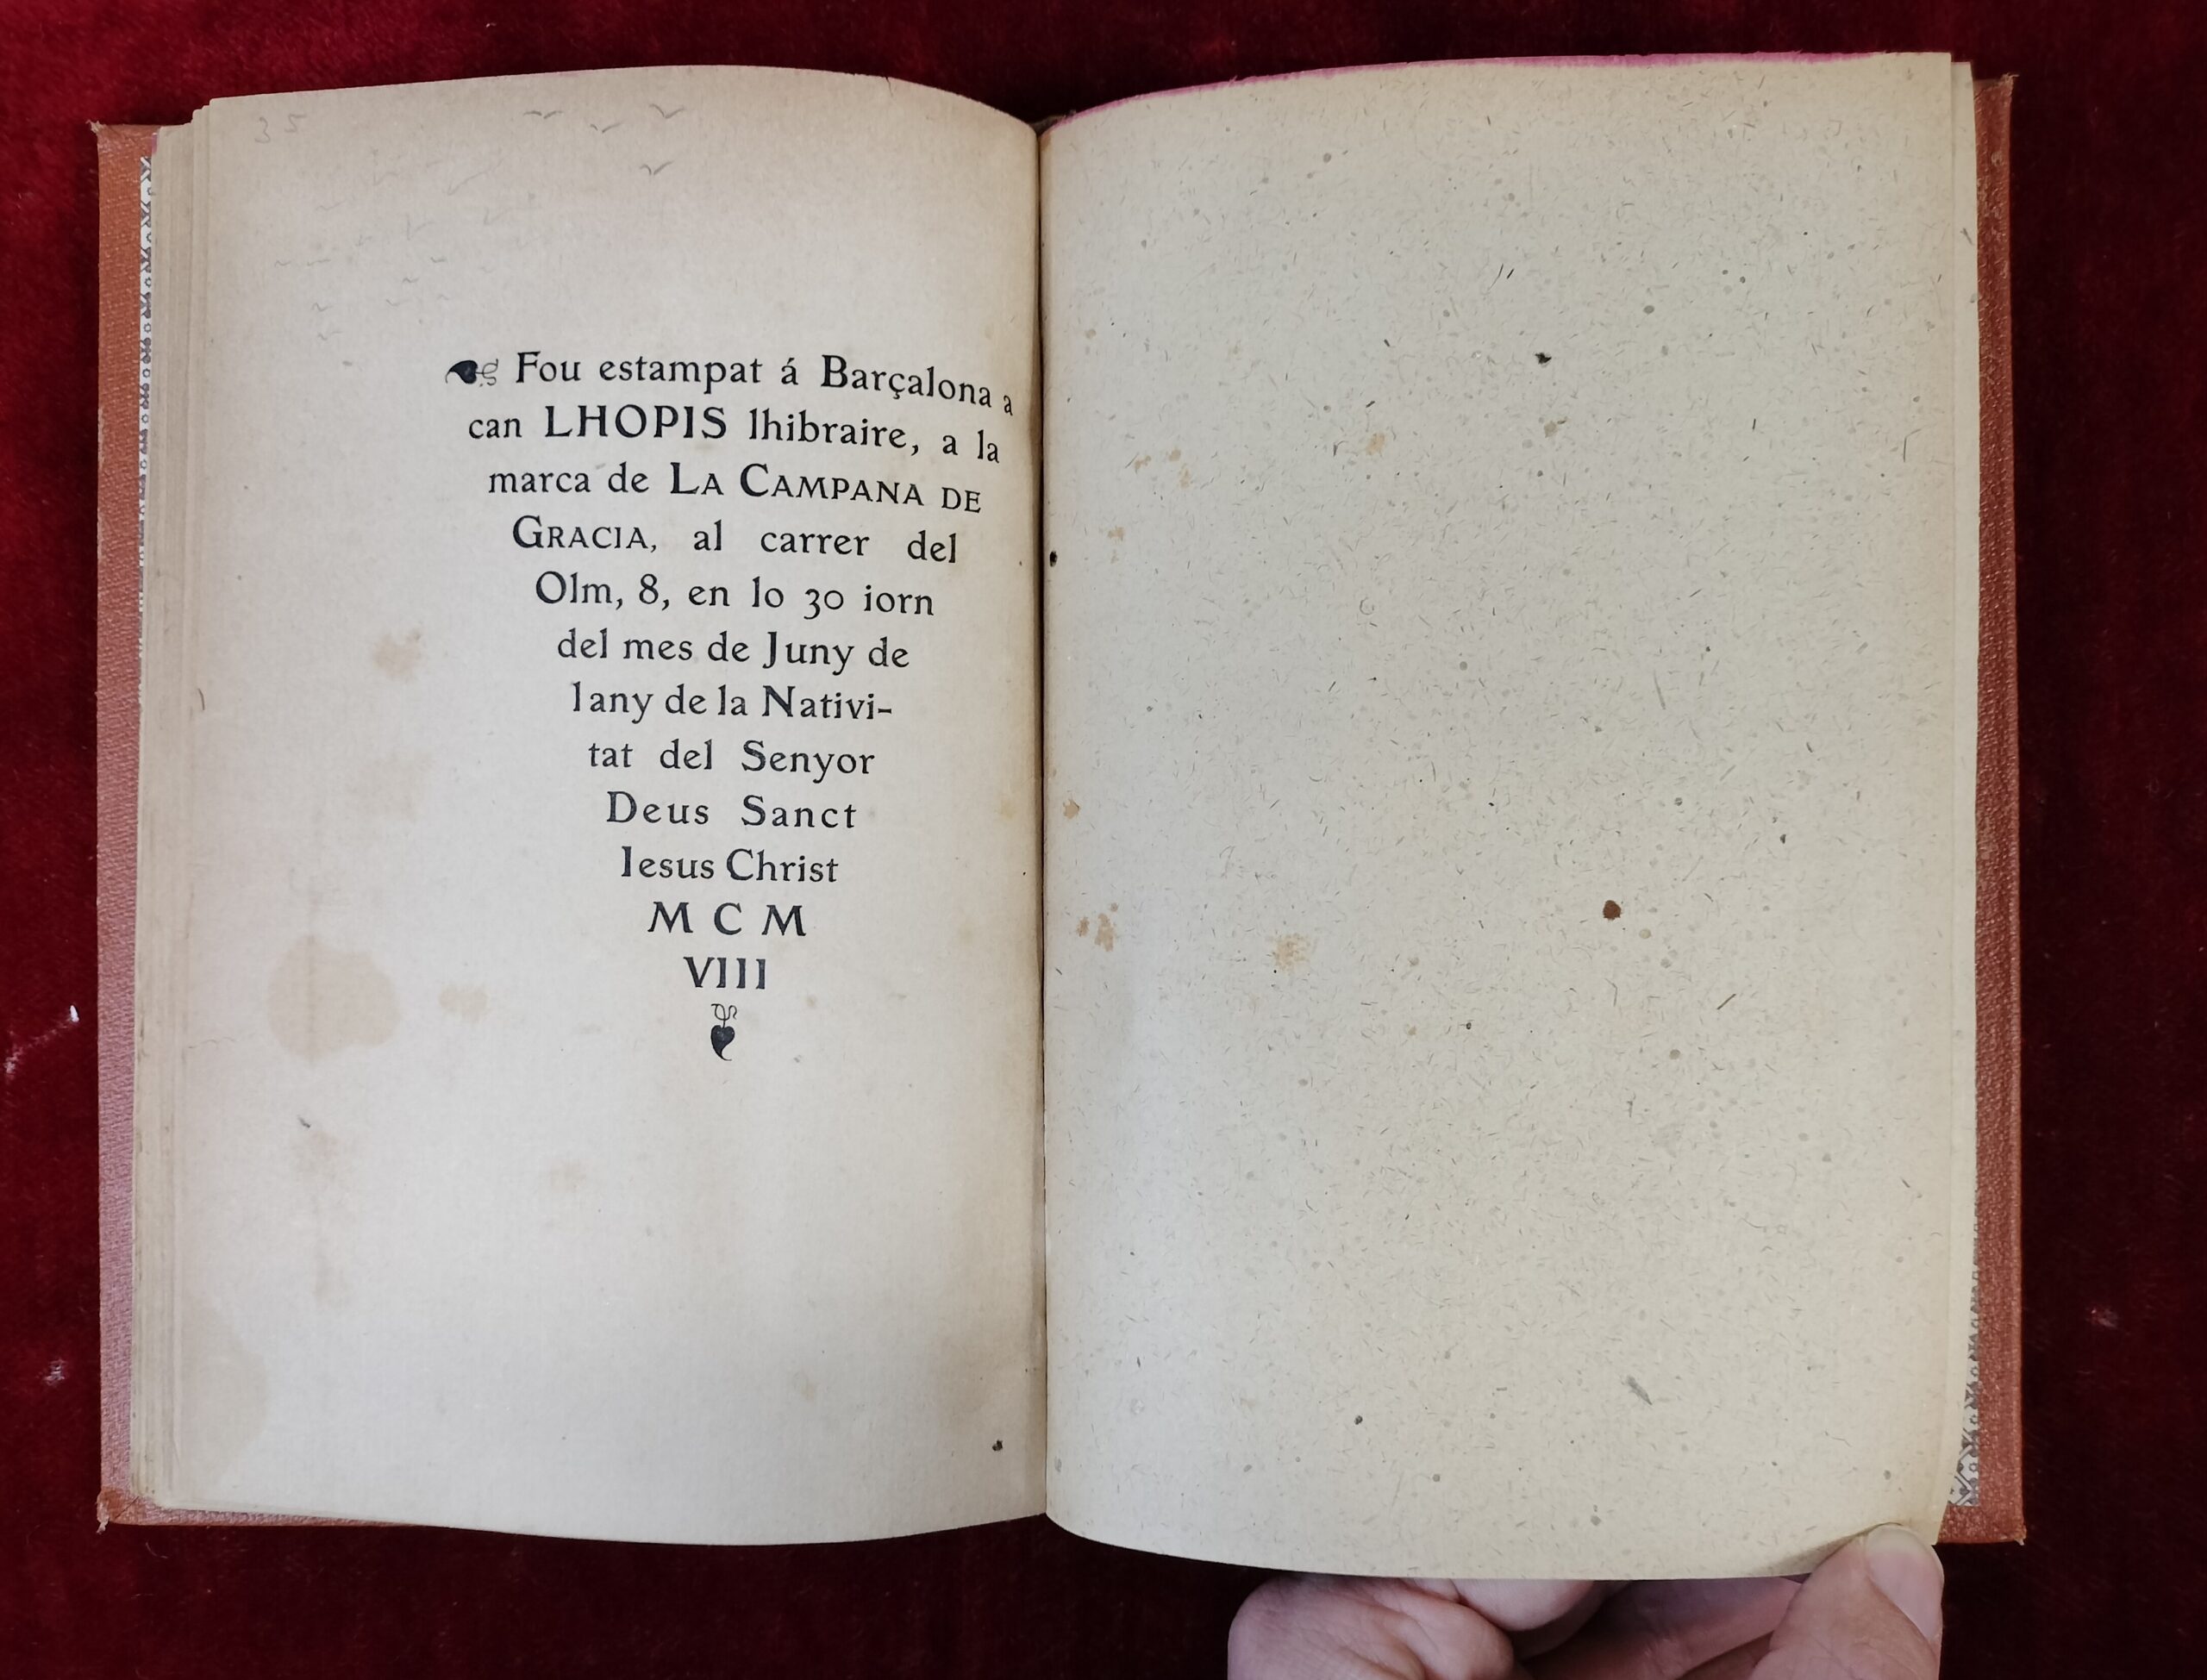 Fou estampat á Barçalona a
can LHOPIS lhibraire, a la
marca de LA CAMPANA DE
GRACIA, al carrer del
Olm, 8, en lo 30 iorn
del mes de Juny de
lany de la Nativi-
tat del Senyor
Deus Sanct
Iesus Christ
M C M
VIII